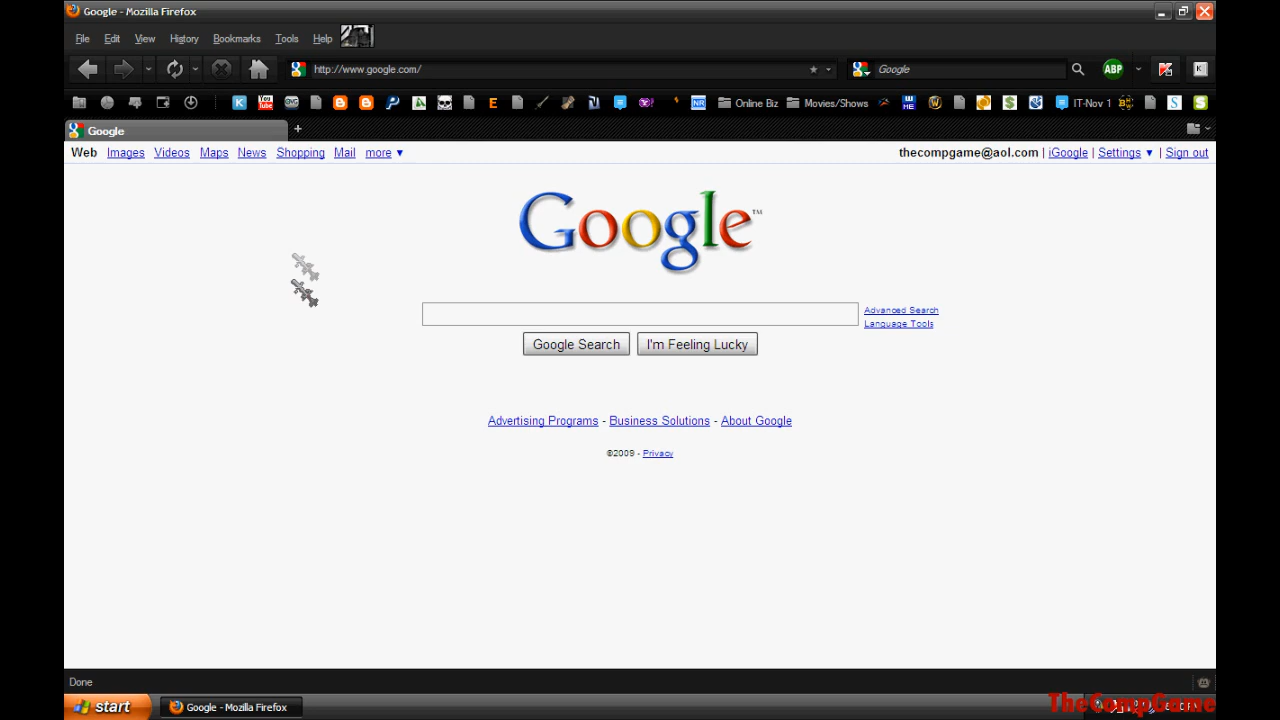 Google - Mozilla Firefox
File Edit View History Bookmarks Tools Help
http://www.google.com/ Google ABP
Online Biz Movies/Shows IT-Nov 1
Google
Web Images Videos Maps News Shopping Mail more ▼ thecompgame@aol.com | iGoogle | Settings ▼ | Sign out
Google™
Advanced Search
Language Tools
Google Search I'm Feeling Lucky
Advertising Programs - Business Solutions - About Google
©2009 - Privacy
Done
start Google - Mozilla Firefox TheCompGame